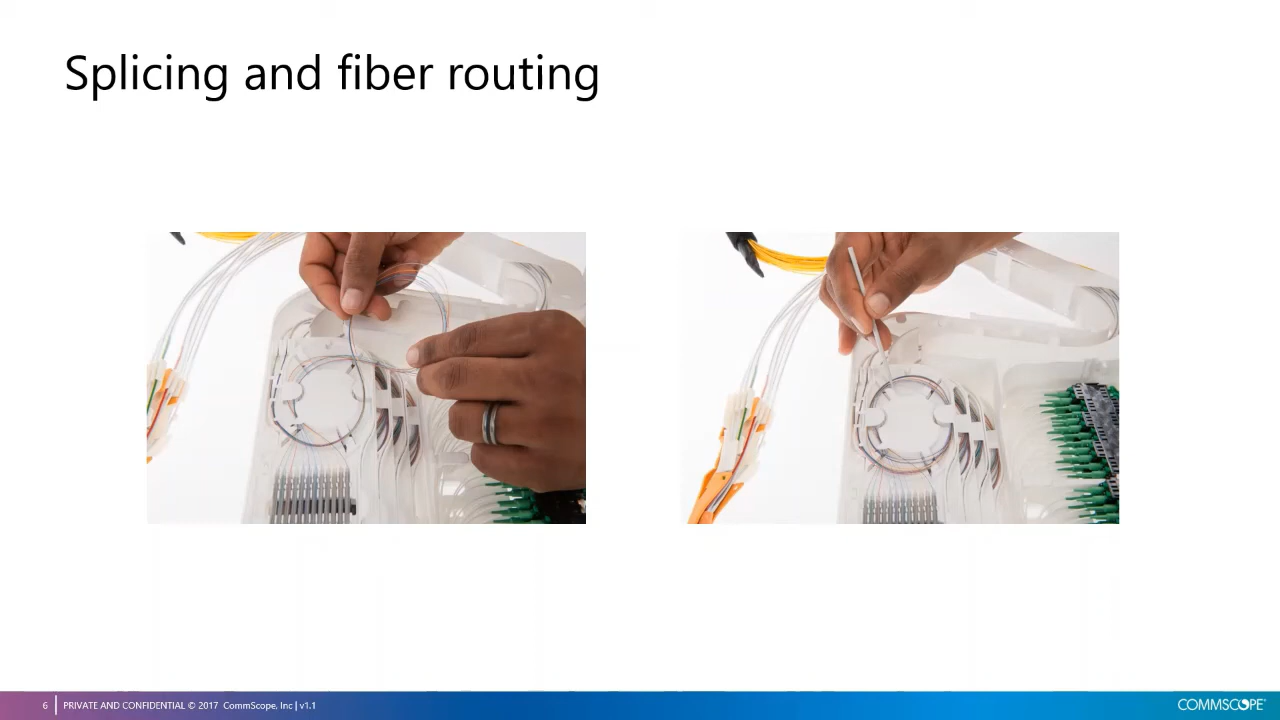 Splicing and fiber routing
6 | PRIVATE AND CONFIDENTIAL © 2017 CommScope, Inc | v1.1
COMMSCOPE®